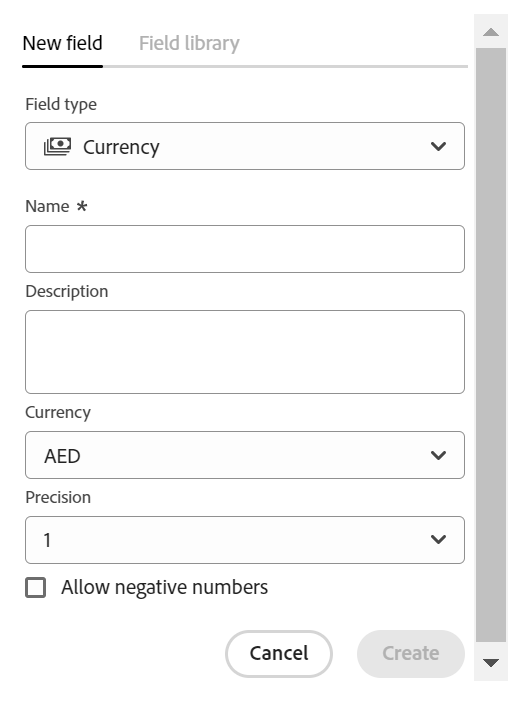 New field Field library
Field type
Currency
Name *
Description
Currency
AED
Precision
1
Allow negative numbers
Cancel Create